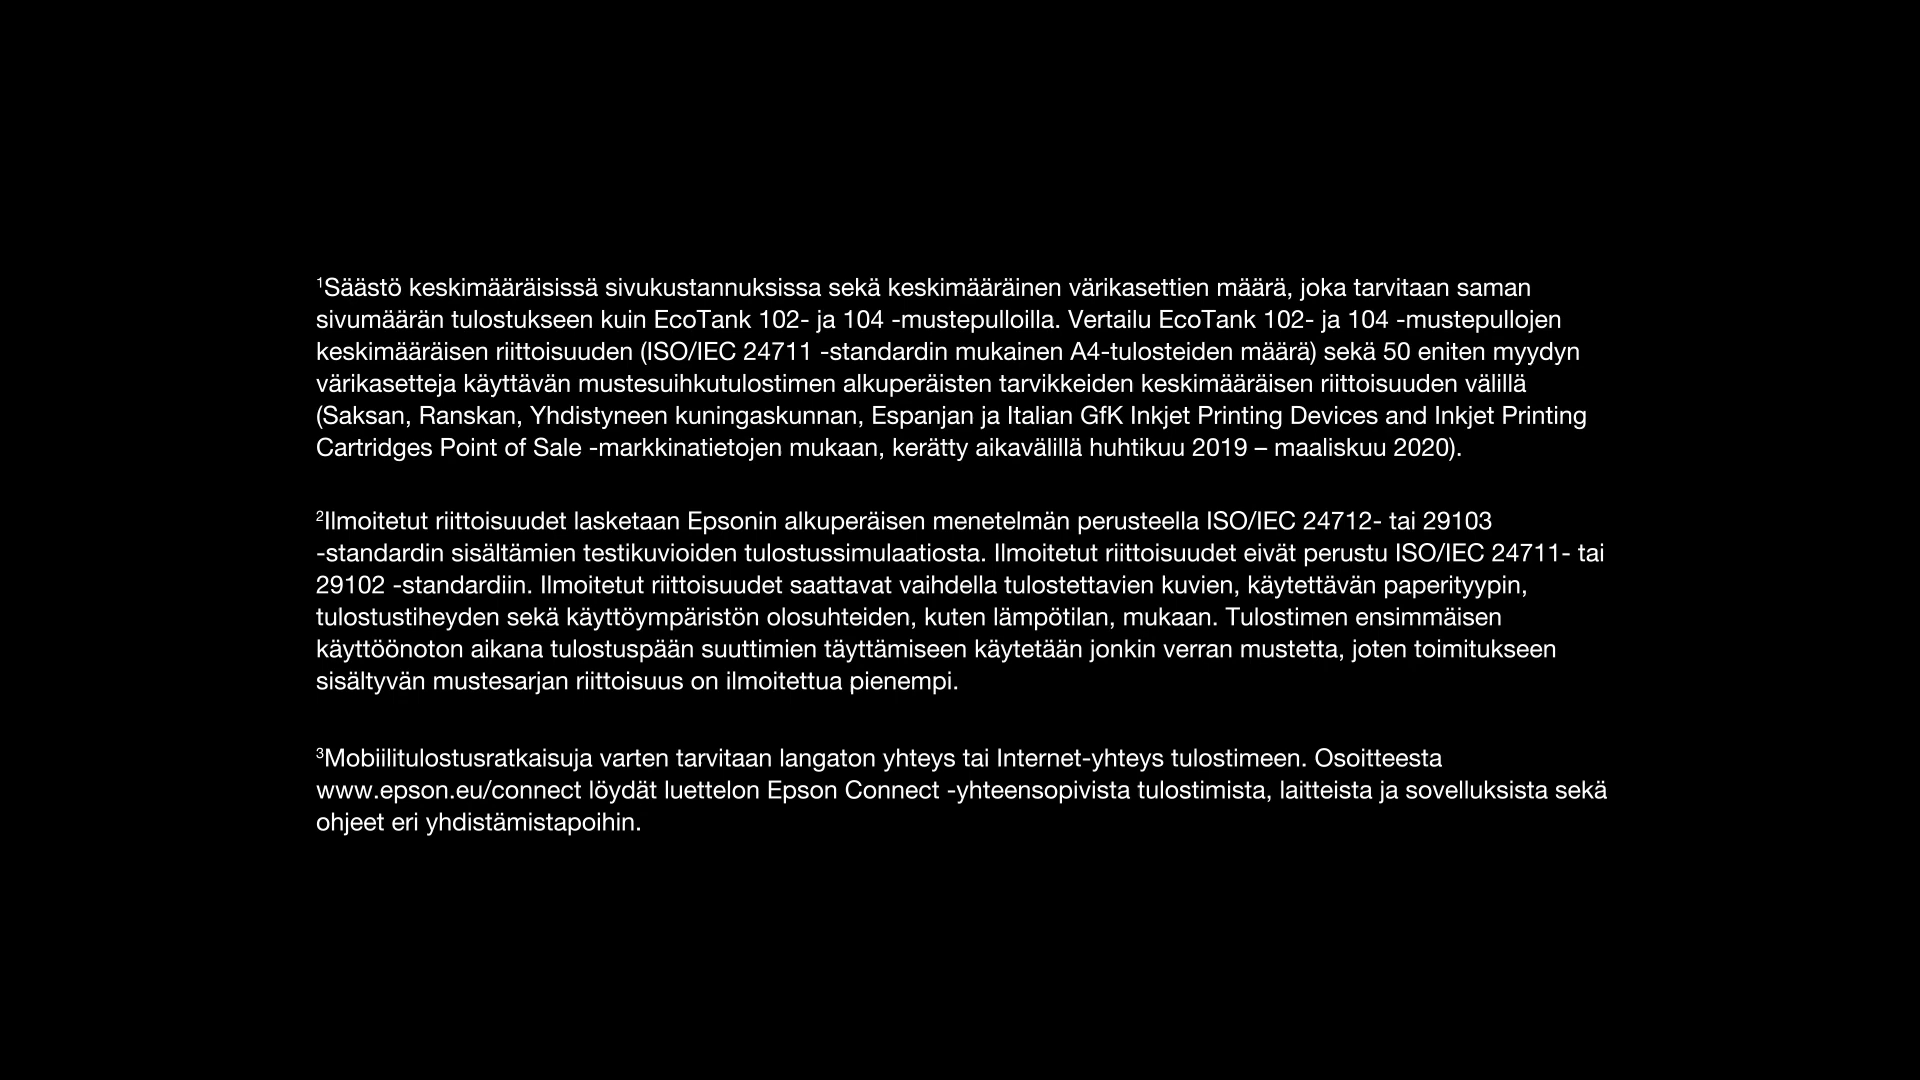 ¹Säästö keskimääräisissä sivukustannuksissa sekä keskimääräinen värikasettien määrä, joka tarvitaan saman
sivumäärän tulostukseen kuin EcoTank 102- ja 104 -mustepulloilla. Vertailu EcoTank 102- ja 104 -mustepullojen
keskimääräisen riittoisuuden (ISO/IEC 24711 -standardin mukainen A4-tulosteiden määrä) sekä 50 eniten myydyn
värikasetteja käyttävän mustesuihkutulostimen alkuperäisten tarvikkeiden keskimääräisen riittoisuuden välillä
(Saksan, Ranskan, Yhdistyneen kuningaskunnan, Espanjan ja Italian GfK Inkjet Printing Devices and Inkjet Printing
Cartridges Point of Sale -markkinatietojen mukaan, kerätty aikavälillä huhtikuu 2019 – maaliskuu 2020).
²Ilmoitetut riittoisuudet lasketaan Epsonin alkuperäisen menetelmän perusteella ISO/IEC 24712- tai 29103
-standardin sisältämien testikuvioiden tulostussimulaatiosta. Ilmoitetut riittoisuudet eivät perustu ISO/IEC 24711- tai
29102 -standardiin. Ilmoitetut riittoisuudet saattavat vaihdella tulostettavien kuvien, käytettävän paperityypin,
tulostustiheyden sekä käyttöympäristön olosuhteiden, kuten lämpötilan, mukaan. Tulostimen ensimmäisen
käyttöönoton aikana tulostuspään suuttimien täyttämiseen käytetään jonkin verran mustetta, joten toimitukseen
sisältyvän mustesarjan riittoisuus on ilmoitettua pienempi.
³Mobiilitulostusratkaisuja varten tarvitaan langaton yhteys tai Internet-yhteys tulostimeen. Osoitteesta
www.epson.eu/connect löydät luettelon Epson Connect -yhteensopivista tulostimista, laitteista ja sovelluksista sekä
ohjeet eri yhdistämistapoihin.